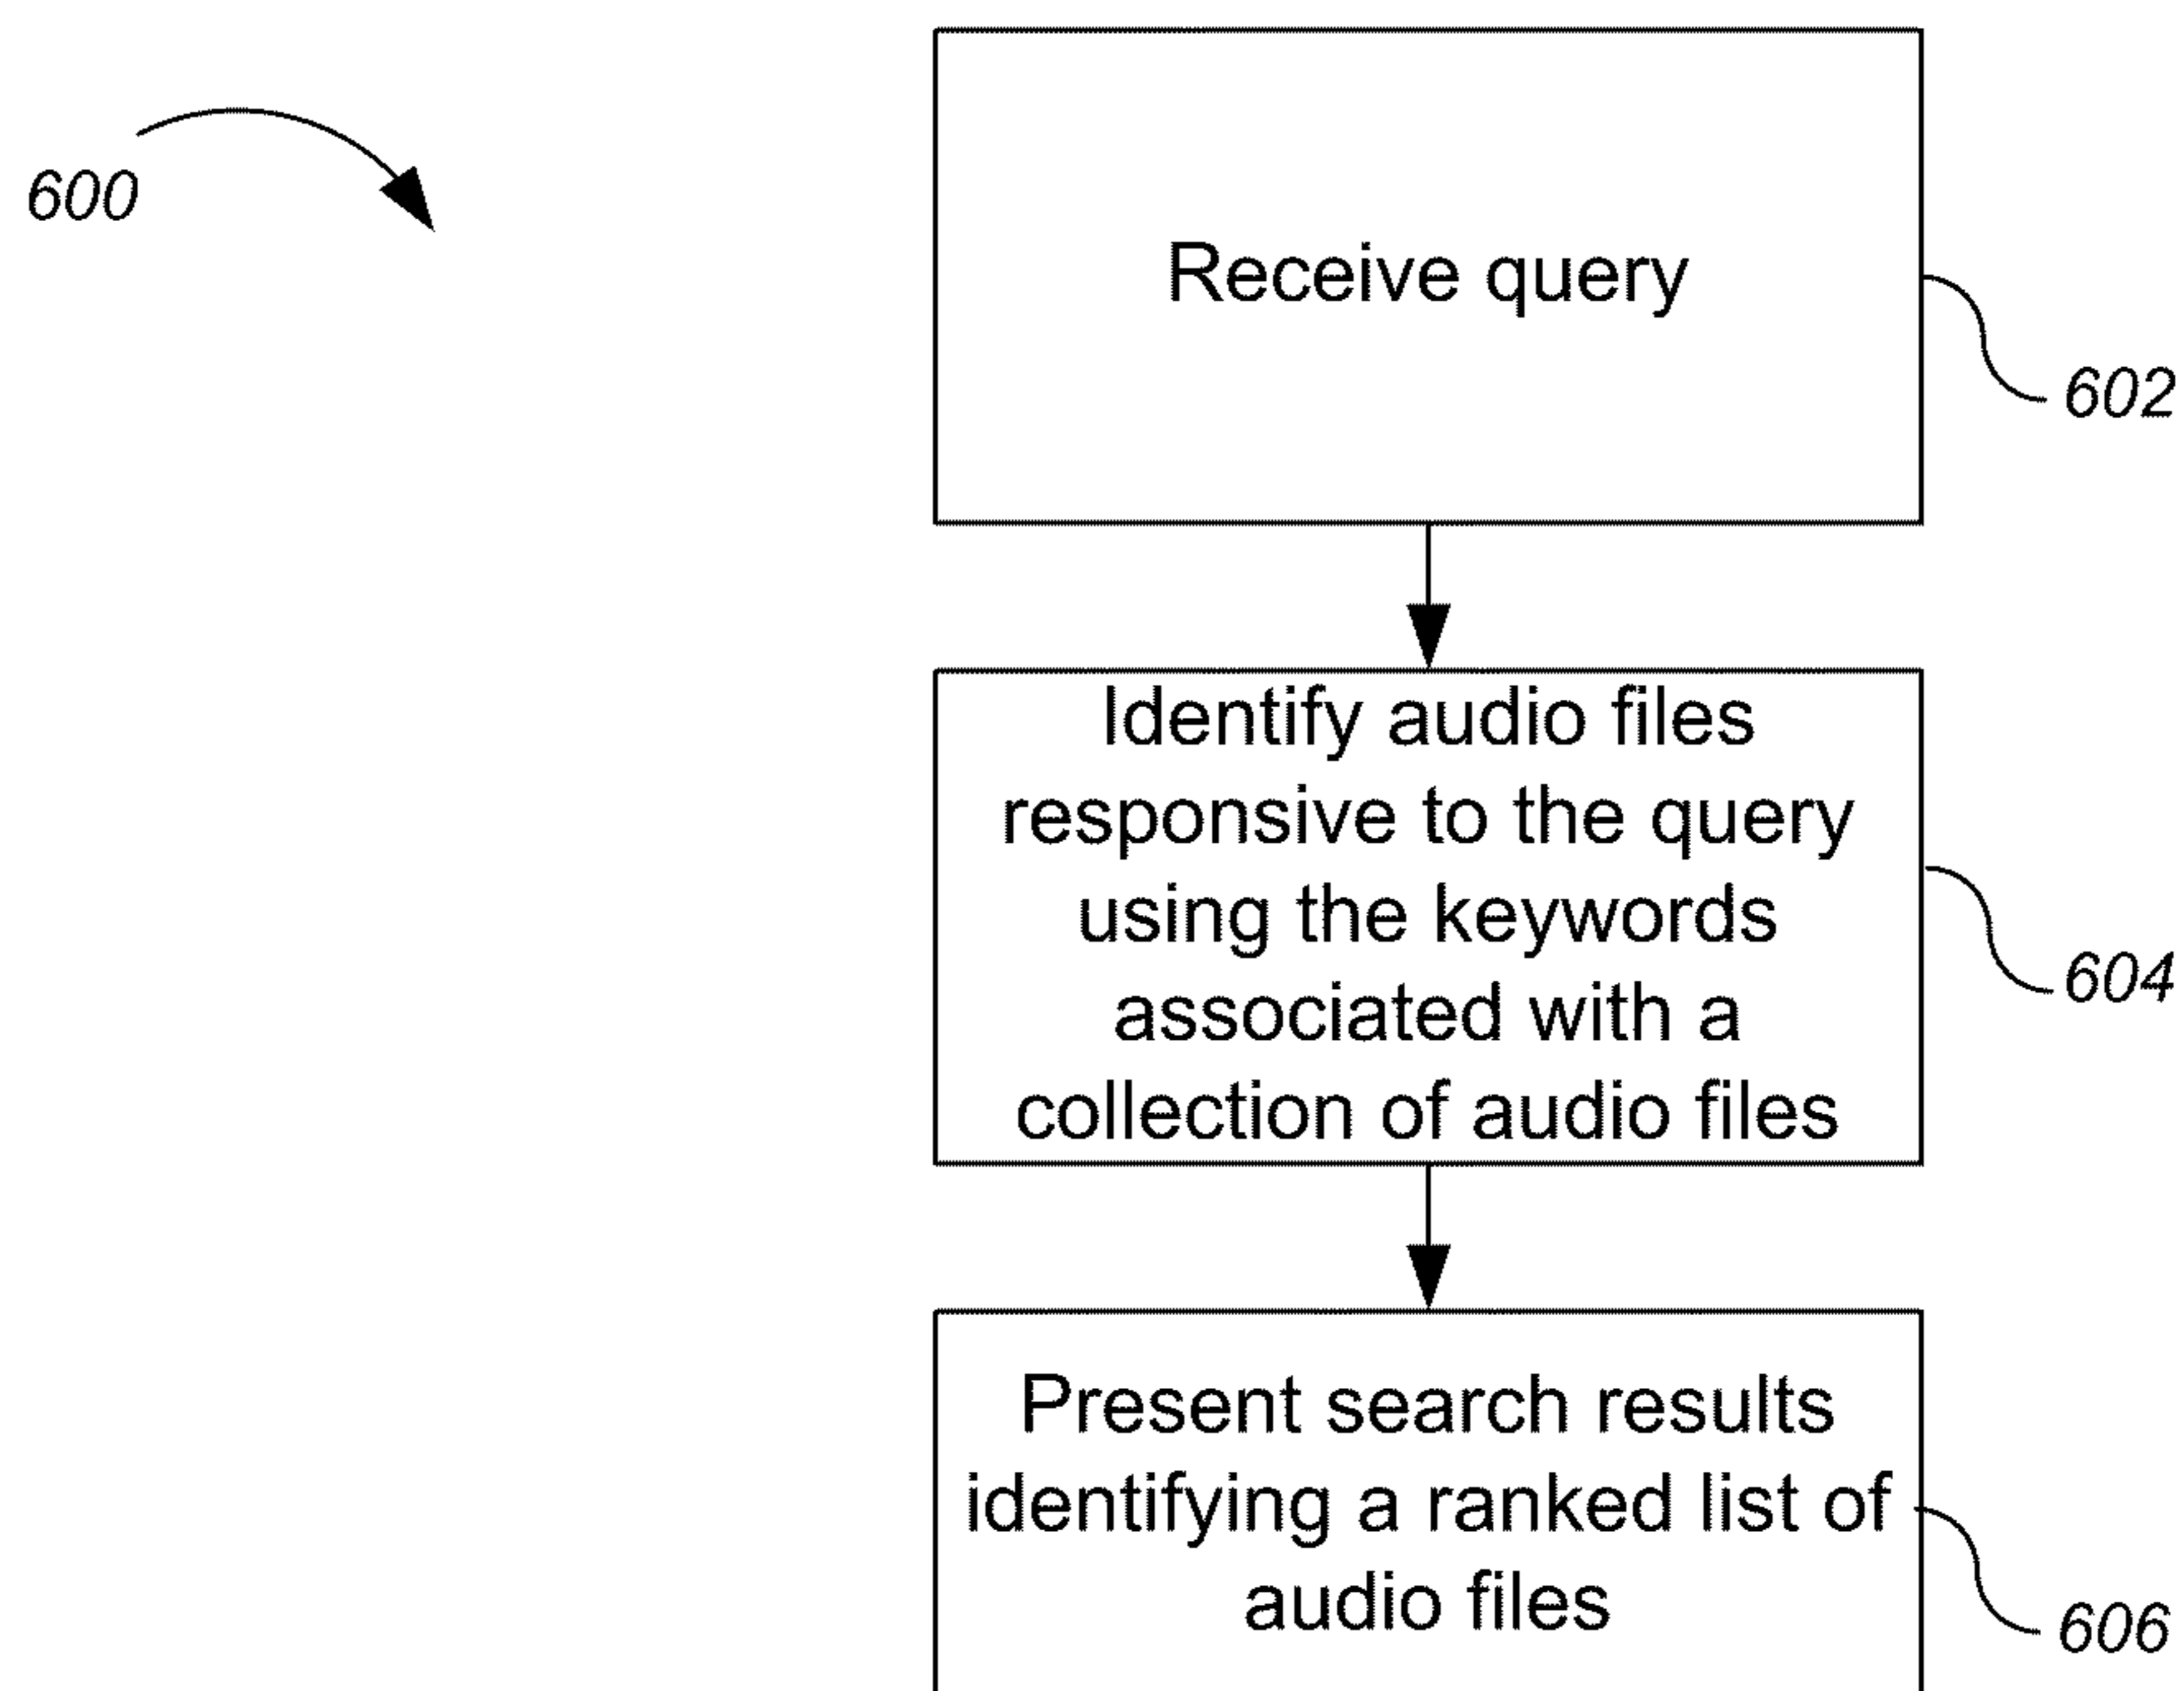 600
Receive query
602
Identify audio files
responsive to the query
using the keywords
associated with a
collection of audio files
604
Present search results
identifying a ranked list of
audio files
606